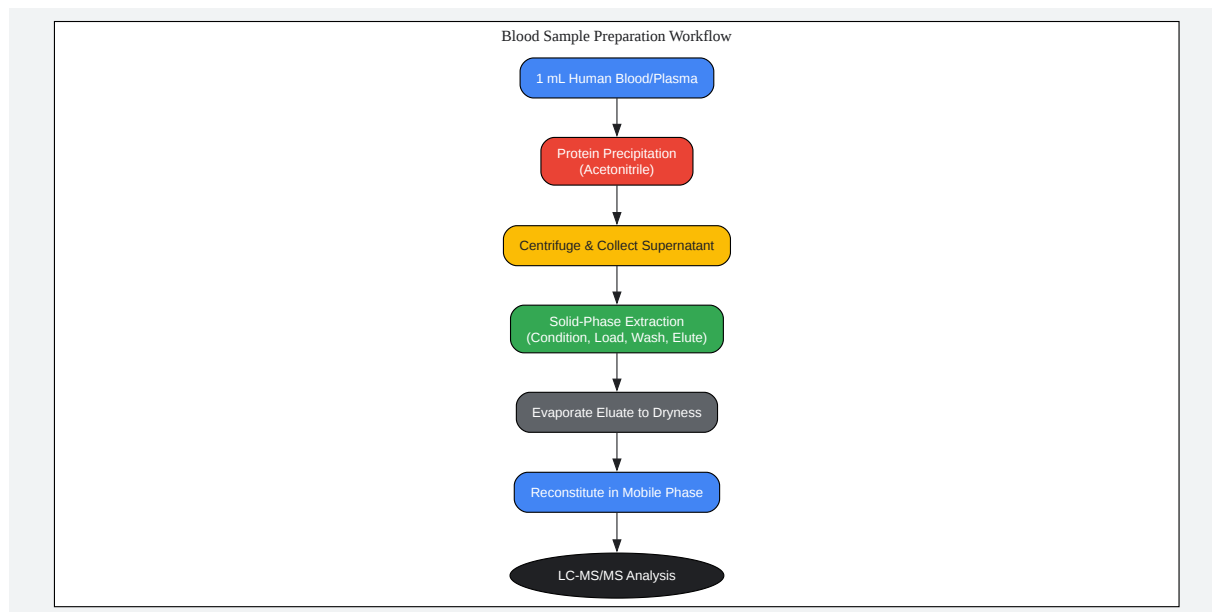 Blood Sample Preparation Workflow
1 mL Human Blood/Plasma
Protein Precipitation
(Acetonitrile)
Centrifuge & Collect Supernatant
Solid-Phase Extraction
(Condition, Load, Wash, Elute)
Evaporate Eluate to Dryness
Reconstitute in Mobile Phase
LC-MS/MS Analysis